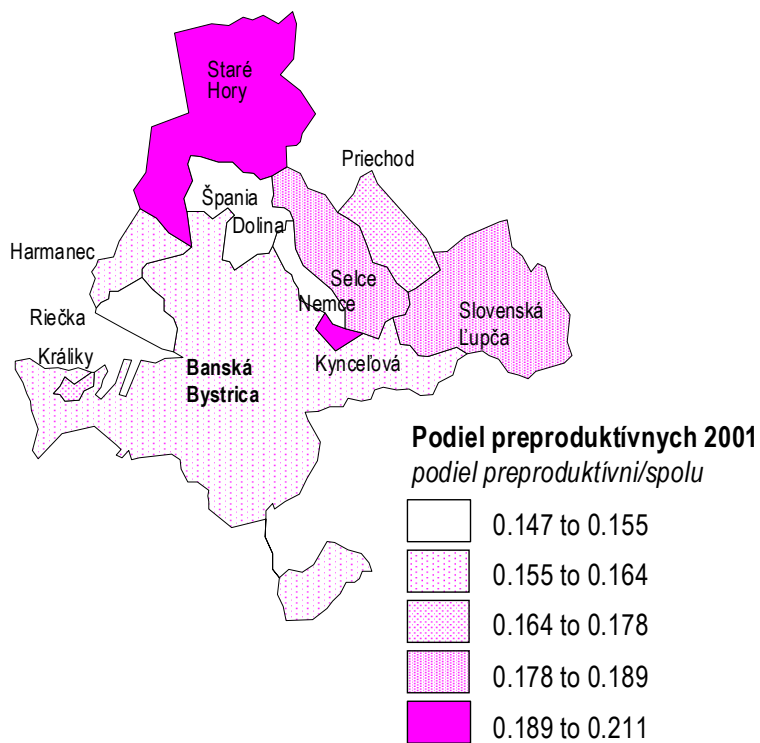 Staré
Hory
Priechod
Špania
Dolina
Harmanec
Selce
Nemce
Slovenská
Ľupča
Riečka
Králiky
Kynceľová
Banská
Bystrica
Podiel preproduktívnych 2001
podiel preproduktívni/spolu
0.147 to 0.155
0.155 to 0.164
0.164 to 0.178
0.178 to 0.189
0.189 to 0.211